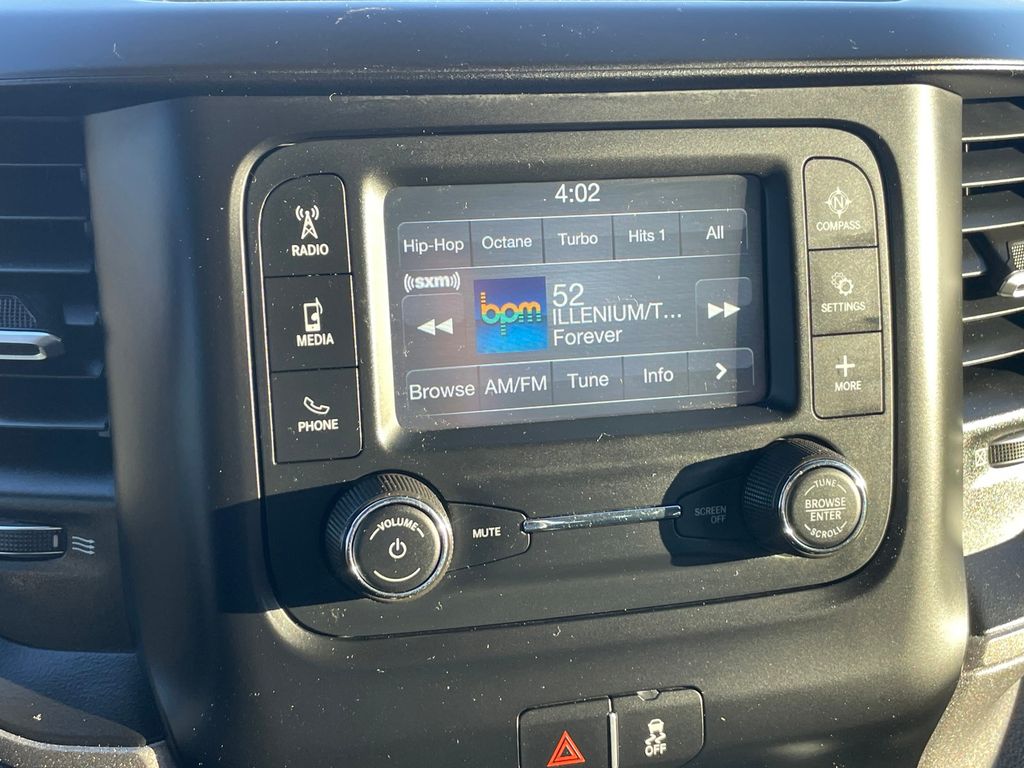 4:02
Hip-Hop Octane Turbo Hits 1 All
((sxm))
bpm
52
ILLENIUM/T...
Forever
Browse AM/FM Tune Info >
RADIO
MEDIA
PHONE
N
COMPASS
SETTINGS
+
MORE
VOLUME
MUTE
SCREEN
OFF
TUNE
BROWSE
ENTER
SCROLL
OFF